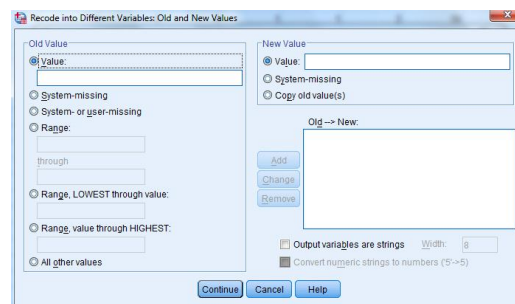 Recode into Different Variables: Old and New Values
Old Value
Value:
System-missing
System- or user-missing
Range:
through
Range, LOWEST through value:
Range, value through HIGHEST:
All other values
New Value
Value:
System-missing
Copy old value(s)
Old --> New:
Add
Change
Remove
Output variables are strings Width: 8
Convert numeric strings to numbers ('5'->5)
Continue Cancel Help